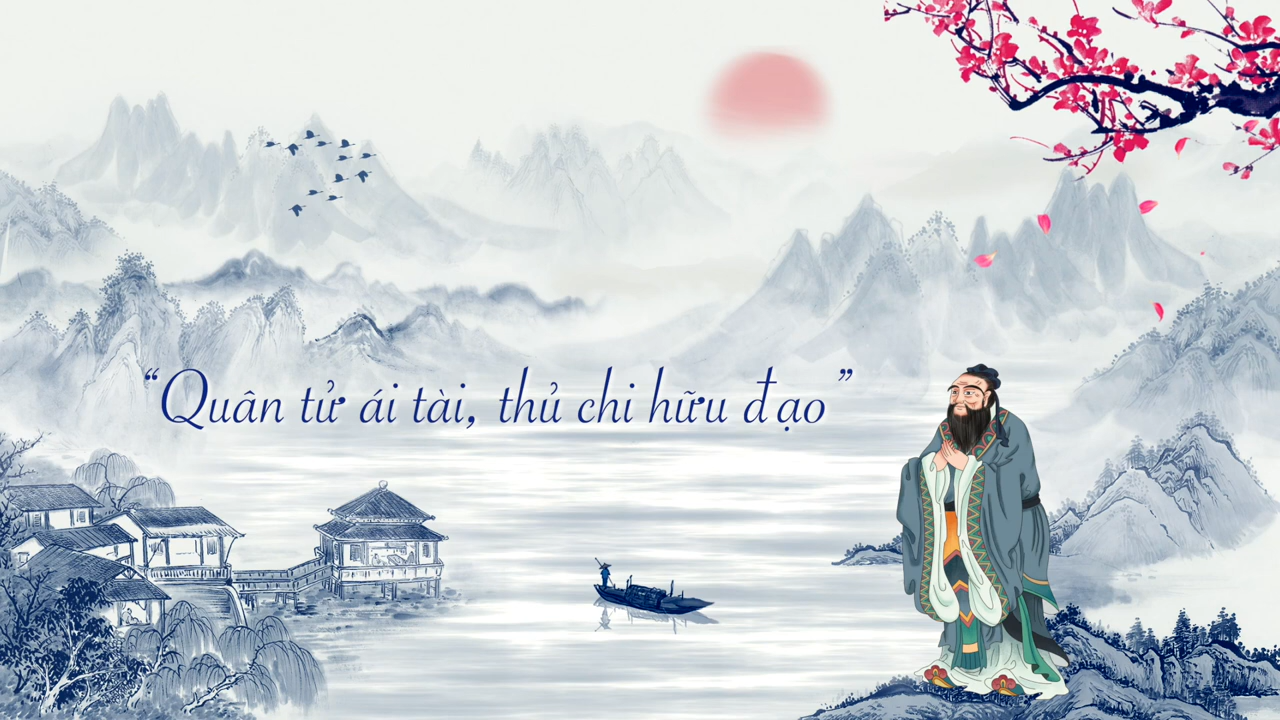 “Quân tử ái tài, thủ chi hữu đạo”